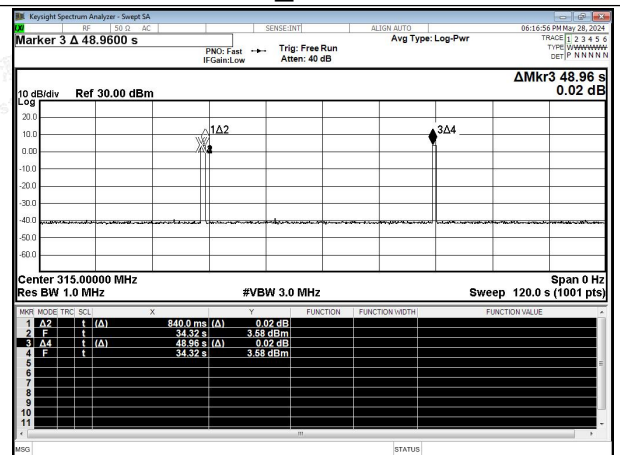 Keysight Spectrum Analyzer - Swept SA
RF 50 Ω AC SENSE:INT ALIGN AUTO 06:16:56 PM May 28, 2024
Marker 3 Δ 48.9600 s
PNO: Fast Trig: Free Run Avg Type: Log-Pwr TRACE 1 2 3 4 5 6
IFGain:Low Atten: 40 dB TYPE WWWWWW
DET P N N N N N
ΔMkr3 48.96 s
0.02 dB
10 dB/div Ref 30.00 dBm
Log
20.0
10.0
0.00
-10.0
-20.0
-30.0
-40.0
-50.0
-60.0
1Δ2
3Δ4
Center 315.00000 MHz Span 0 Hz
Res BW 1.0 MHz #VBW 3.0 MHz Sweep 120.0 s (1001 pts)
MKR MODE TRC SCL X Y FUNCTION FUNCTION WIDTH FUNCTION VALUE
1 Δ2 t (Δ) 840.0 ms (Δ) 0.02 dB
2 F t 34.32 s 3.58 dBm
3 Δ4 t (Δ) 48.96 s (Δ) 0.02 dB
4 F t 34.32 s 3.58 dBm
5
6
7
8
9
10
11
MSG STATUS